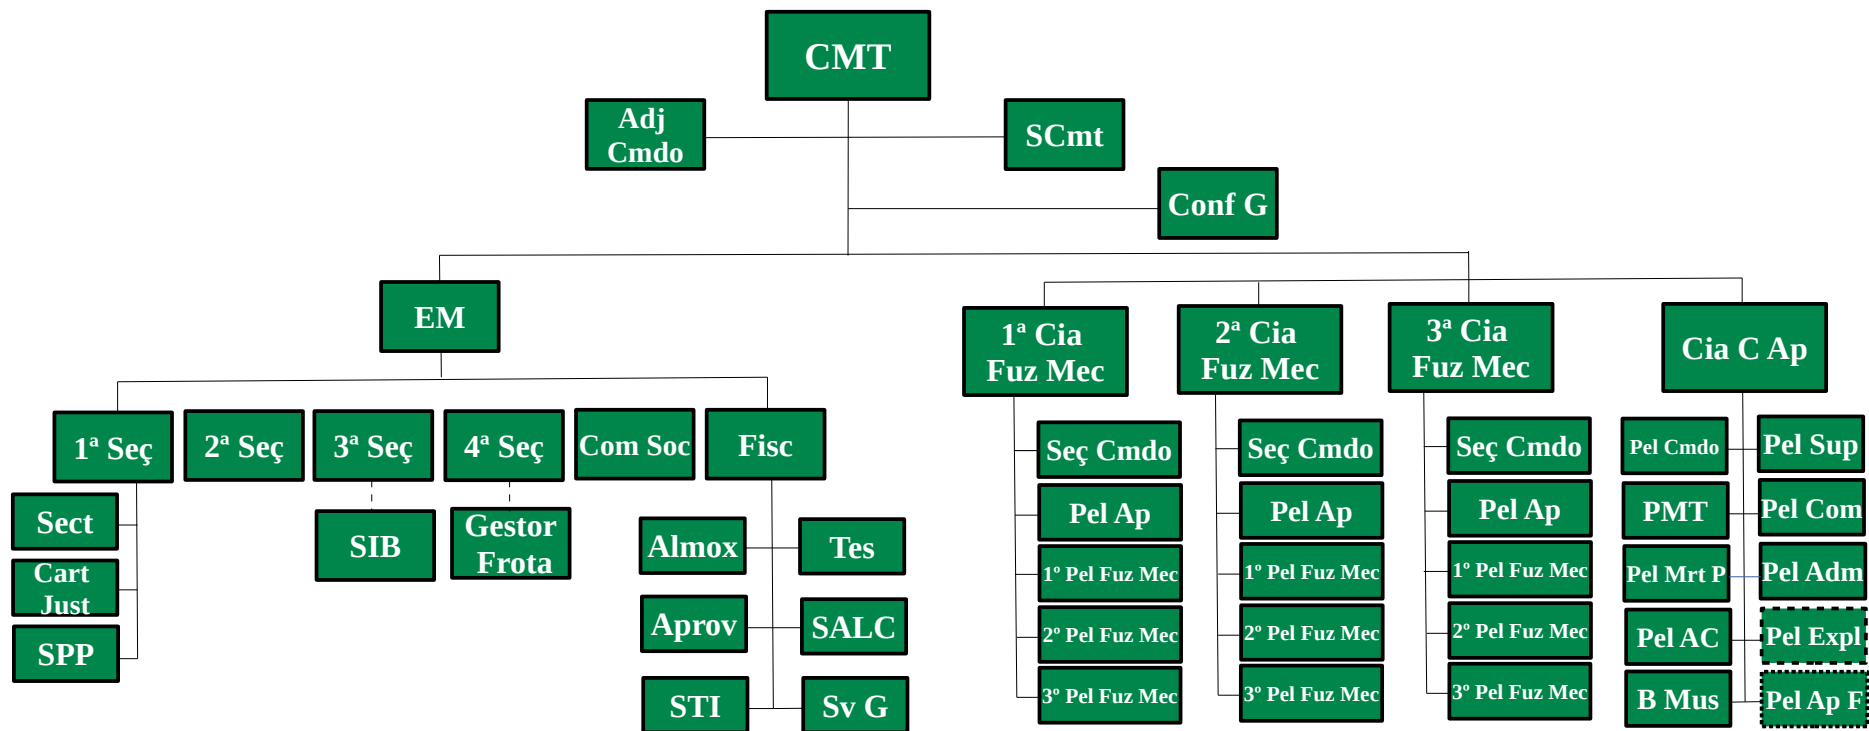 CMT
Adj
Cmdo
SCmt
Conf G
EM
1ª Cia
Fuz Mec
2ª Cia
Fuz Mec
3ª Cia
Fuz Mec
Cia C Ap
1ª Seç
2ª Seç
3ª Seç
4ª Seç
Com Soc
Fisc
Sect
Cart
Just
SPP
SIB
Gestor
Frota
Almox
Tes
Aprov
SALC
STI
Sv G
Seç Cmdo
Pel Ap
1º Pel Fuz Mec
2º Pel Fuz Mec
3º Pel Fuz Mec
Seç Cmdo
Pel Ap
1º Pel Fuz Mec
2º Pel Fuz Mec
3º Pel Fuz Mec
Seç Cmdo
Pel Ap
1º Pel Fuz Mec
2º Pel Fuz Mec
3º Pel Fuz Mec
Pel Cmdo
Pel Sup
PMT
Pel Com
Pel Mrt P
Pel Adm
Pel AC
Pel Expl
B Mus
Pel Ap F